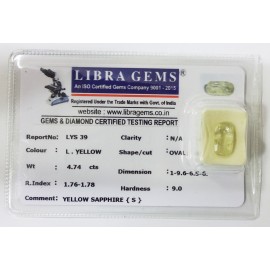 LIBRA GEMS
An ISO Certified Gems Company 9001 - 2015
Registered Under the Trade Marks with Govt. of India
website : www.libragems.co.in
GEMS & DIAMOND CERTIFIED TESTING REPORT
ReportNo: LYS 39 Clarity : N/A
Colour : L. YELLOW Shape/cut : OVAL
Wt : 4.74 cts Dimension: 1-9.6-6.5-
R.Index : 1.76-1.78 Hardness : 9.0
Comment: YELLOW SAPPHIRE { S }